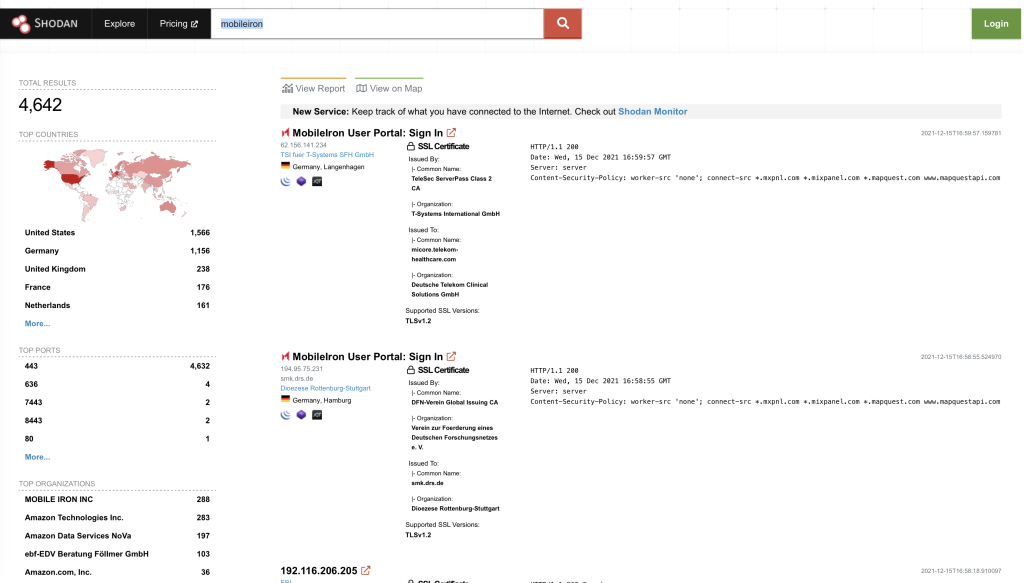 SHODAN Explore Pricing mobileiron Login
TOTAL RESULTS
4,642
TOP COUNTRIES
United States 1,566
Germany 1,156
United Kingdom 238
France 176
Netherlands 161
More...
TOP PORTS
443 4,632
636 4
7443 2
8443 2
80 1
More...
TOP ORGANIZATIONS
MOBILE IRON INC 288
Amazon Technologies Inc. 283
Amazon Data Services NoVa 197
ebf-EDV Beratung Föllmer GmbH 103
Amazon.com, Inc. 36
View Report View on Map
New Service: Keep track of what you have connected to the Internet. Check out Shodan Monitor
MobileIron User Portal: Sign In
2021-12-15T16:59:57.159781
62.156.141.234
TSI fuer T-Systems SFH GmbH
Germany, Langenhagen
SSL Certificate
Issued By:
|- Common Name:
TeleSec ServerPass Class 2
CA
|- Organization:
T-Systems International GmbH
Issued To:
|- Common Name:
micore.telekom-
healthcare.com
|- Organization:
Deutsche Telekom Clinical
Solutions GmbH
Supported SSL Versions:
TLSv1.2
HTTP/1.1 200
Date: Wed, 15 Dec 2021 16:59:57 GMT
Server: server
Content-Security-Policy: worker-src 'none'; connect-src *.mxpnl.com *.mixpanel.com *.mapquest.com www.mapquestapi.com
MobileIron User Portal: Sign In
2021-12-15T16:58:55.524970
194.95.75.231
smk.drs.de
Dioezese Rottenburg-Stuttgart
Germany, Hamburg
SSL Certificate
Issued By:
|- Common Name:
DFN-Verein Global Issuing CA
|- Organization:
Verein zur Foerderung eines
Deutschen Forschungsnetzes
e. V.
Issued To:
|- Common Name:
smk.drs.de
|- Organization:
Dioezese Rottenburg-Stuttgart
Supported SSL Versions:
TLSv1.2
HTTP/1.1 200
Date: Wed, 15 Dec 2021 16:58:55 GMT
Server: server
Content-Security-Policy: worker-src 'none'; connect-src *.mxpnl.com *.mixpanel.com *.mapquest.com www.mapquestapi.com
192.116.206.205
2021-12-15T16:58:18.910097